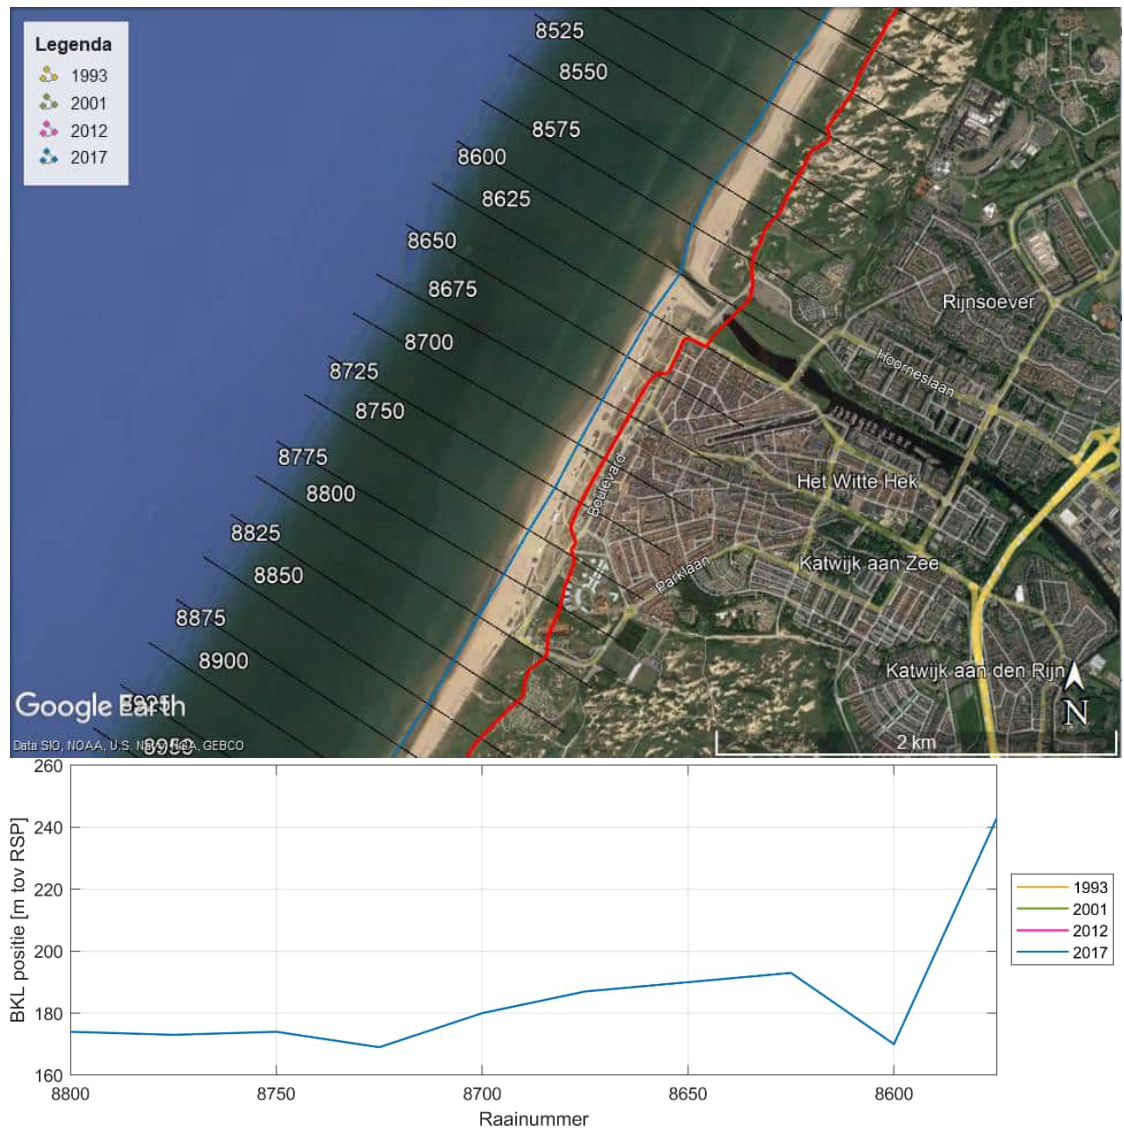 Legenda
1993
2001
2012
2017
8525
8550
8575
8600
8625
8650
8675
8700
8725
8750
8775
8800
8825
8850
8875
8900
8925
8950
Rijnsoever
Hoorneslaan
Boulevard
Het Witte Hek
Parklaan
Katwijk aan Zee
Katwijk aan den Rijn
N
2 km
Google Earth
Data SIO, NOAA, U.S. Navy, NGA, GEBCO
260
240
220
200
180
160
BKL positie [m tov RSP]
8800
8750
8700
8650
8600
Raainummer
1993
2001
2012
2017